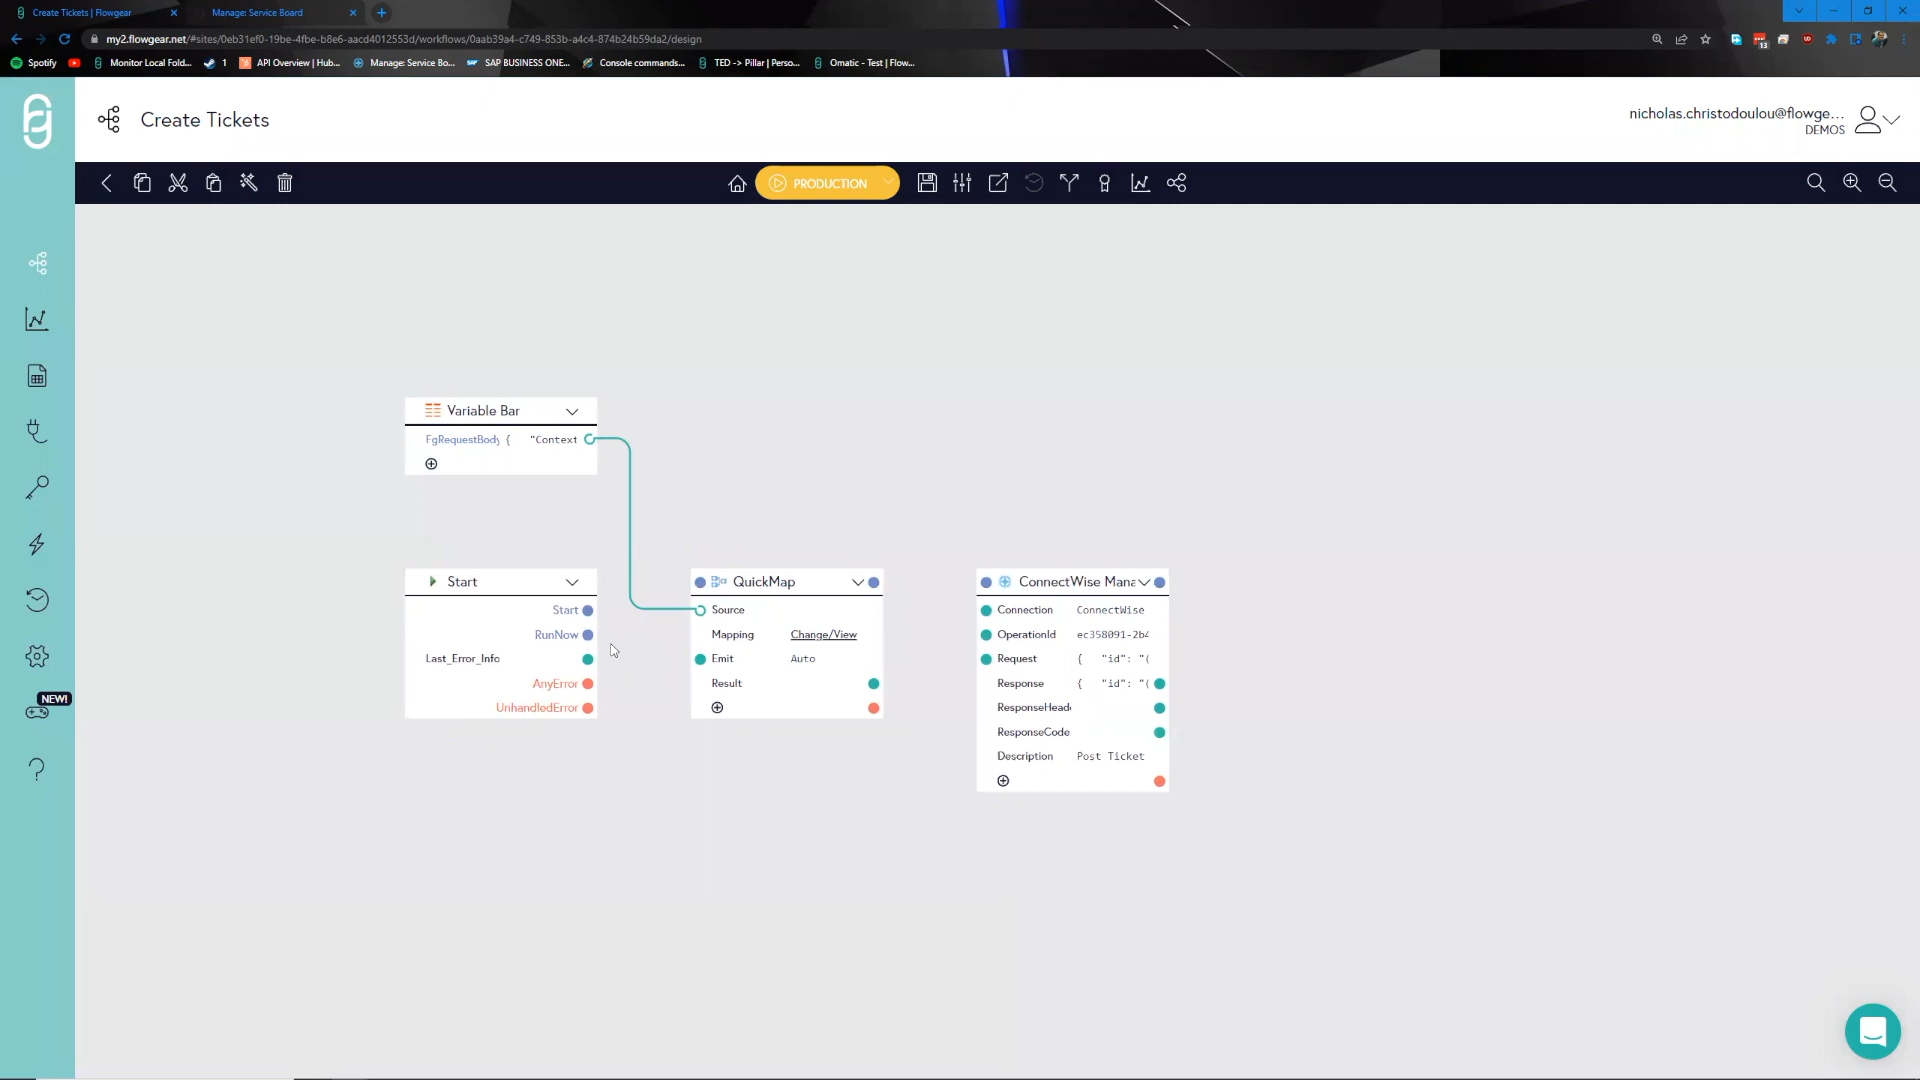 Create Tickets | Flowgear
Manage: Service Board
my2.flowgear.net/#sites/0eb31ef0-19be-4fbe-b8e6-aacd4012553d/workflows/0aab39a4-c749-853b-a4c4-874b24b59da2/design
13
Spotify
Monitor Local Fold...
1
API Overview | Hub...
Manage: Service Bo...
SAP BUSINESS ONE...
Console commands...
TED -> Pillar | Perso...
Omatic - Test | Flow...
Create Tickets
nicholas.christodoulou@flowge...
DEMOS
PRODUCTION
Variable Bar
FgRequestBody { "Context
Start
Start
RunNow
Last_Error_Info
AnyError
UnhandledError
QuickMap
Source
Mapping Change/View
Emit Auto
Result
ConnectWise Mana
Connection ConnectWise
OperationId ec358091-2b4
Request { "id": "(
Response { "id": "(
ResponseHead
ResponseCode
Description Post Ticket
NEW!